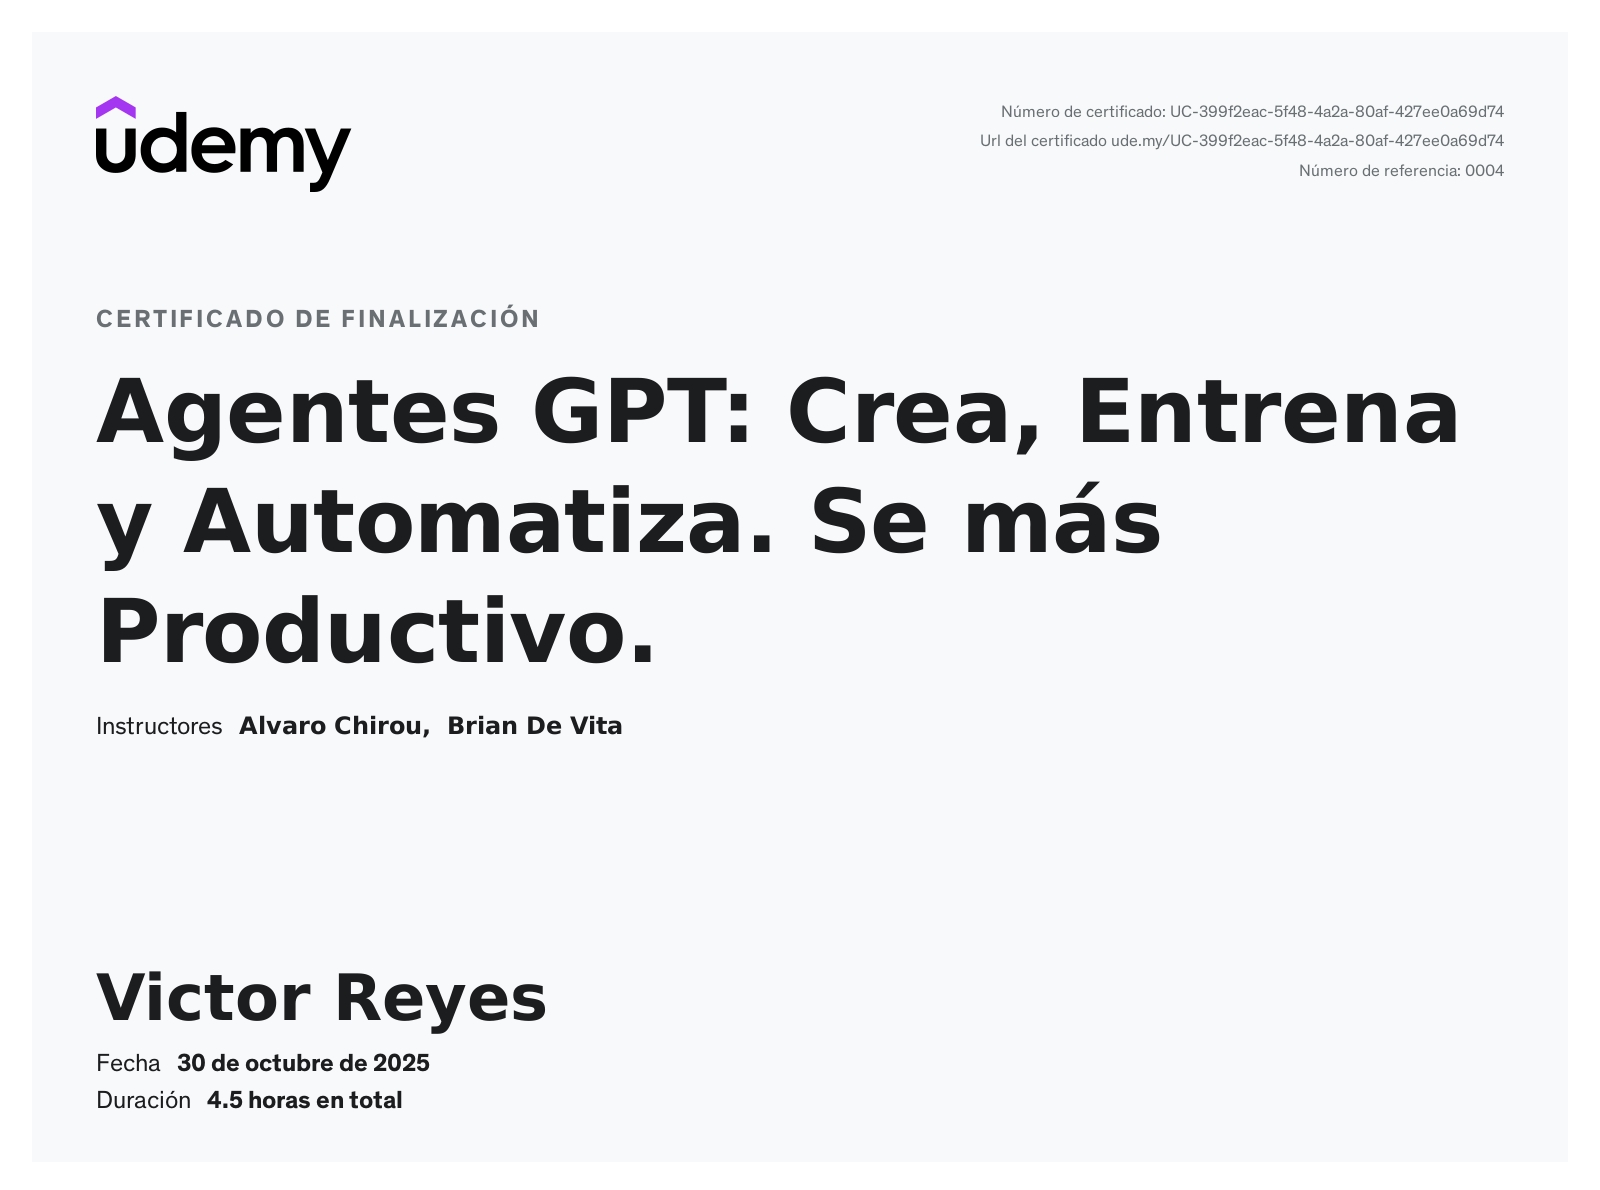 udemy
Número de certificado: UC-399f2eac-5f48-4a2a-80af-427ee0a69d74
Url del certificado ude.my/UC-399f2eac-5f48-4a2a-80af-427ee0a69d74
Número de referencia: 0004
CERTIFICADO DE FINALIZACIÓN
Agentes GPT: Crea, Entrena
y Automatiza. Se más
Productivo.
Instructores Alvaro Chirou, Brian De Vita
Victor Reyes
Fecha 30 de octubre de 2025
Duración 4.5 horas en total